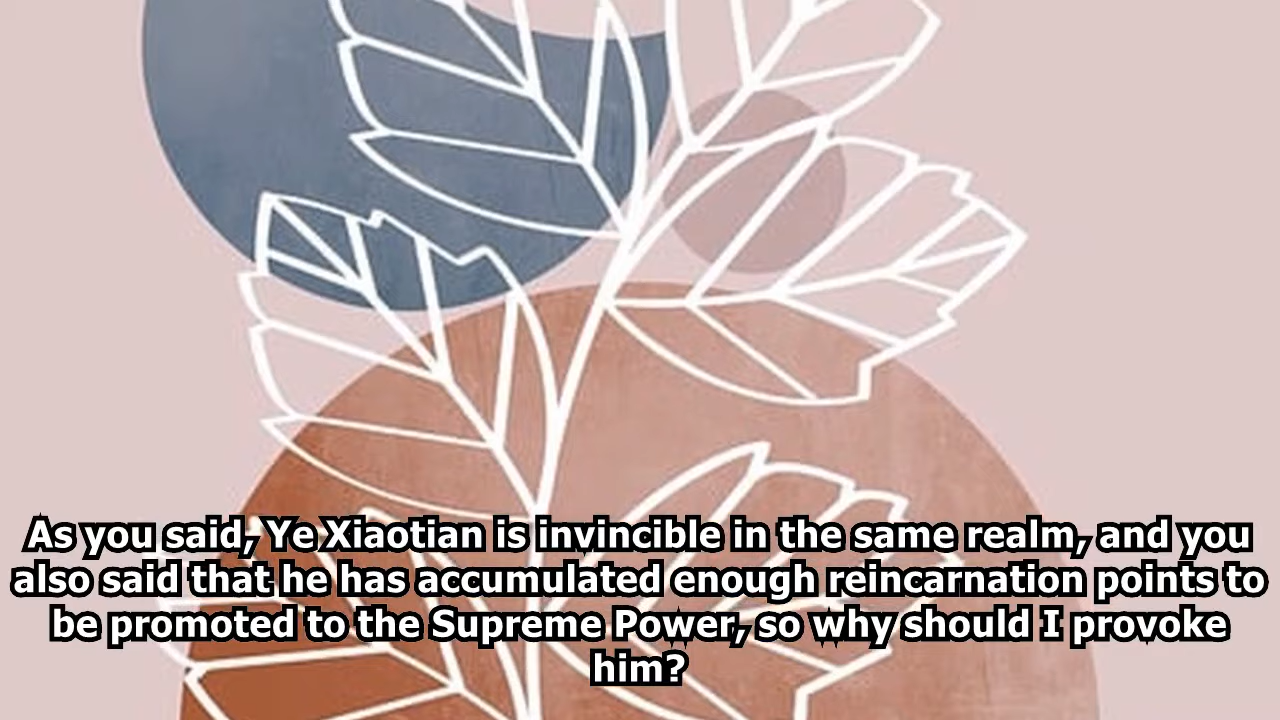 As you said, Ye Xiaotian is invincible in the same realm, and you
also said that he has accumulated enough reincarnation points to
be promoted to the Supreme Power, so why should I provoke
him?